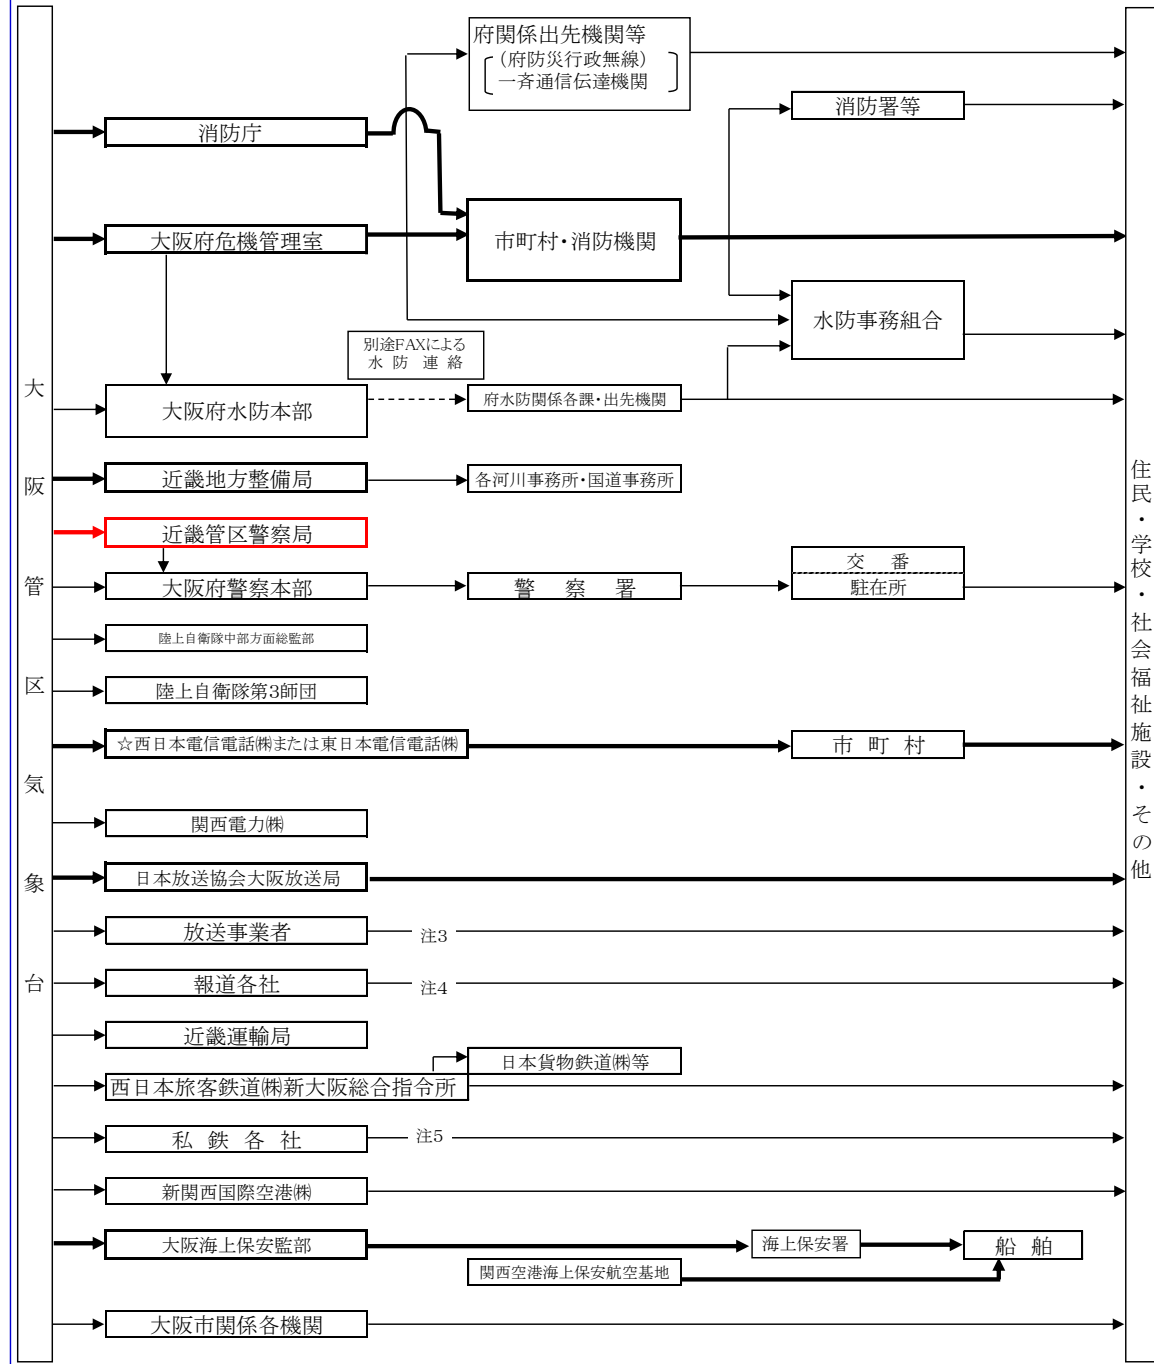 大阪管区気象台
府関係出先機関等
（府防災行政無線）
一斉通信伝達機関
消防署等
消防庁
大阪府危機管理室
市町村・消防機関
水防事務組合
別途FAXによる
水防連絡
大阪府水防本部
府水防関係各課・出先機関
近畿地方整備局
各河川事務所・国道事務所
近畿管区警察局
大阪府警察本部
警察署
交番
駐在所
陸上自衛隊中部方面総監部
陸上自衛隊第3師団
☆西日本電信電話㈱または東日本電信電話㈱
市町村
関西電力㈱
日本放送協会大阪放送局
放送事業者
注3
報道各社
注4
近畿運輸局
日本貨物鉄道㈱等
西日本旅客鉄道㈱新大阪総合指令所
私鉄各社
注5
新関西国際空港㈱
大阪海上保安監部
海上保安署
船舶
関西空港海上保安航空基地
大阪市関係各機関
住民・学校・社会福祉施設・その他